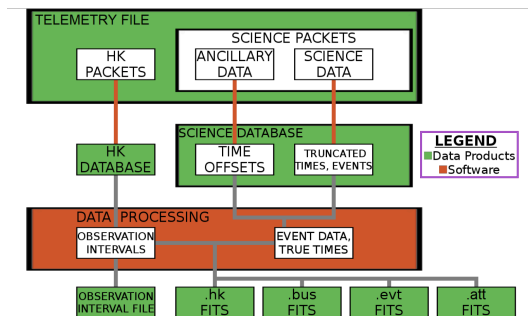 TELEMETRY FILE
SCIENCE PACKETS
HK
PACKETS
ANCILLARY
DATA
SCIENCE
DATA
SCIENCE DATABASE
HK
DATABASE
TIME
OFFSETS
TRUNCATED
TIMES, EVENTS
LEGEND
Data Products
Software
DATA PROCESSING
OBSERVATION
INTERVALS
EVENT DATA,
TRUE TIMES
OBSERVATION
INTERVAL FILE
.hk
FITS
.bus
FITS
.evt
FITS
.att
FITS